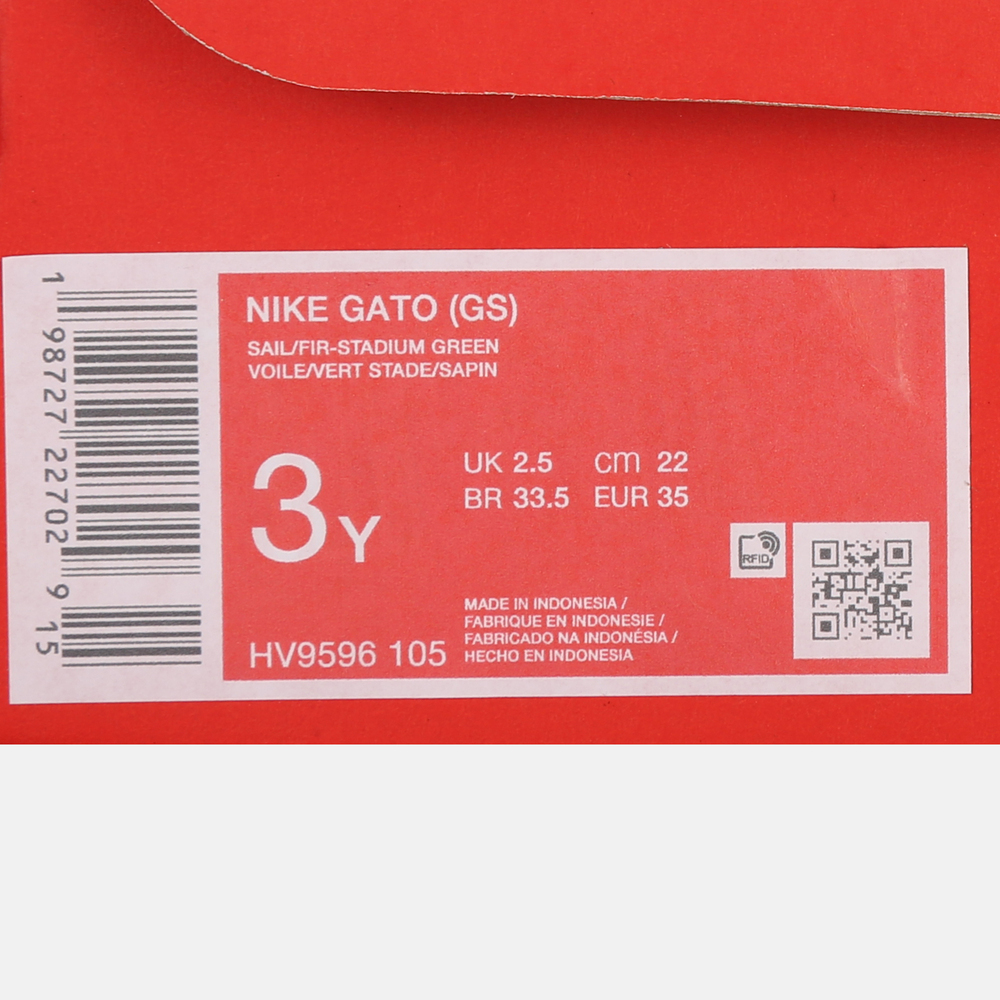 NIKE GATO (GS)
SAIL/FIR-STADIUM GREEN
VOILE/VERT STADE/SAPIN
3Y
UK 2.5 cm 22
BR 33.5 EUR 35
RFID
MADE IN INDONESIA /
FABRIQUE EN INDONESIE /
FABRICADO NA INDONÉSIA /
HECHO EN INDONESIA
HV9596 105
1 98727 22702 9 15